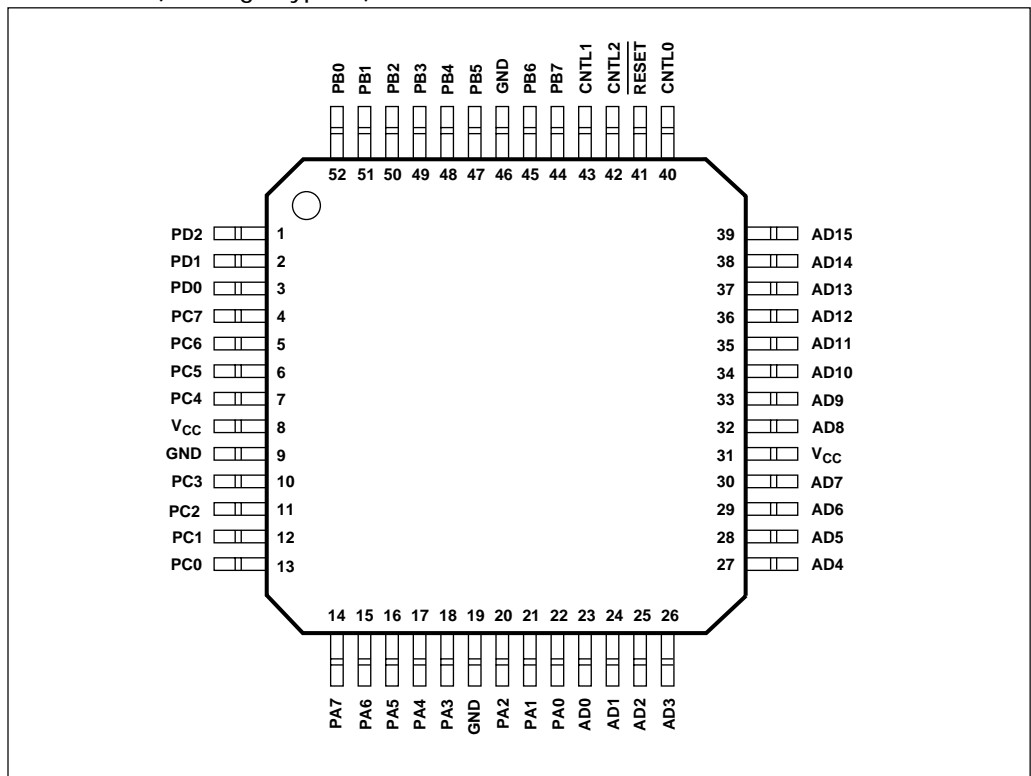 PB0 PB1 PB2 PB3 PB4 PB5 GND PB6 PB7 CNTL1 CNTL2 RESET CNTL0
52 51 50 49 48 47 46 45 44 43 42 41 40
PD2 1 39 AD15
PD1 2 38 AD14
PD0 3 37 AD13
PC7 4 36 AD12
PC6 5 35 AD11
PC5 6 34 AD10
PC4 7 33 AD9
VCC 8 32 AD8
GND 9 31 VCC
PC3 10 30 AD7
PC2 11 29 AD6
PC1 12 28 AD5
PC0 13 27 AD4
14 15 16 17 18 19 20 21 22 23 24 25 26
PA7 PA6 PA5 PA4 PA3 GND PA2 PA1 PA0 AD0 AD1 AD2 AD3